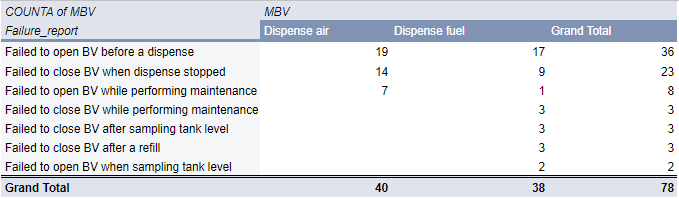 COUNTA of MBV MBV
Failure_report Dispense air Dispense fuel Grand Total
Failed to open BV before a dispense 19 17 36
Failed to close BV when dispense stopped 14 9 23
Failed to open BV while performing maintenance 7 1 8
Failed to close BV while performing maintenance 3 3
Failed to close BV after sampling tank level 3 3
Failed to close BV after a refill 3 3
Failed to open BV when sampling tank level 2 2
Grand Total 40 38 78